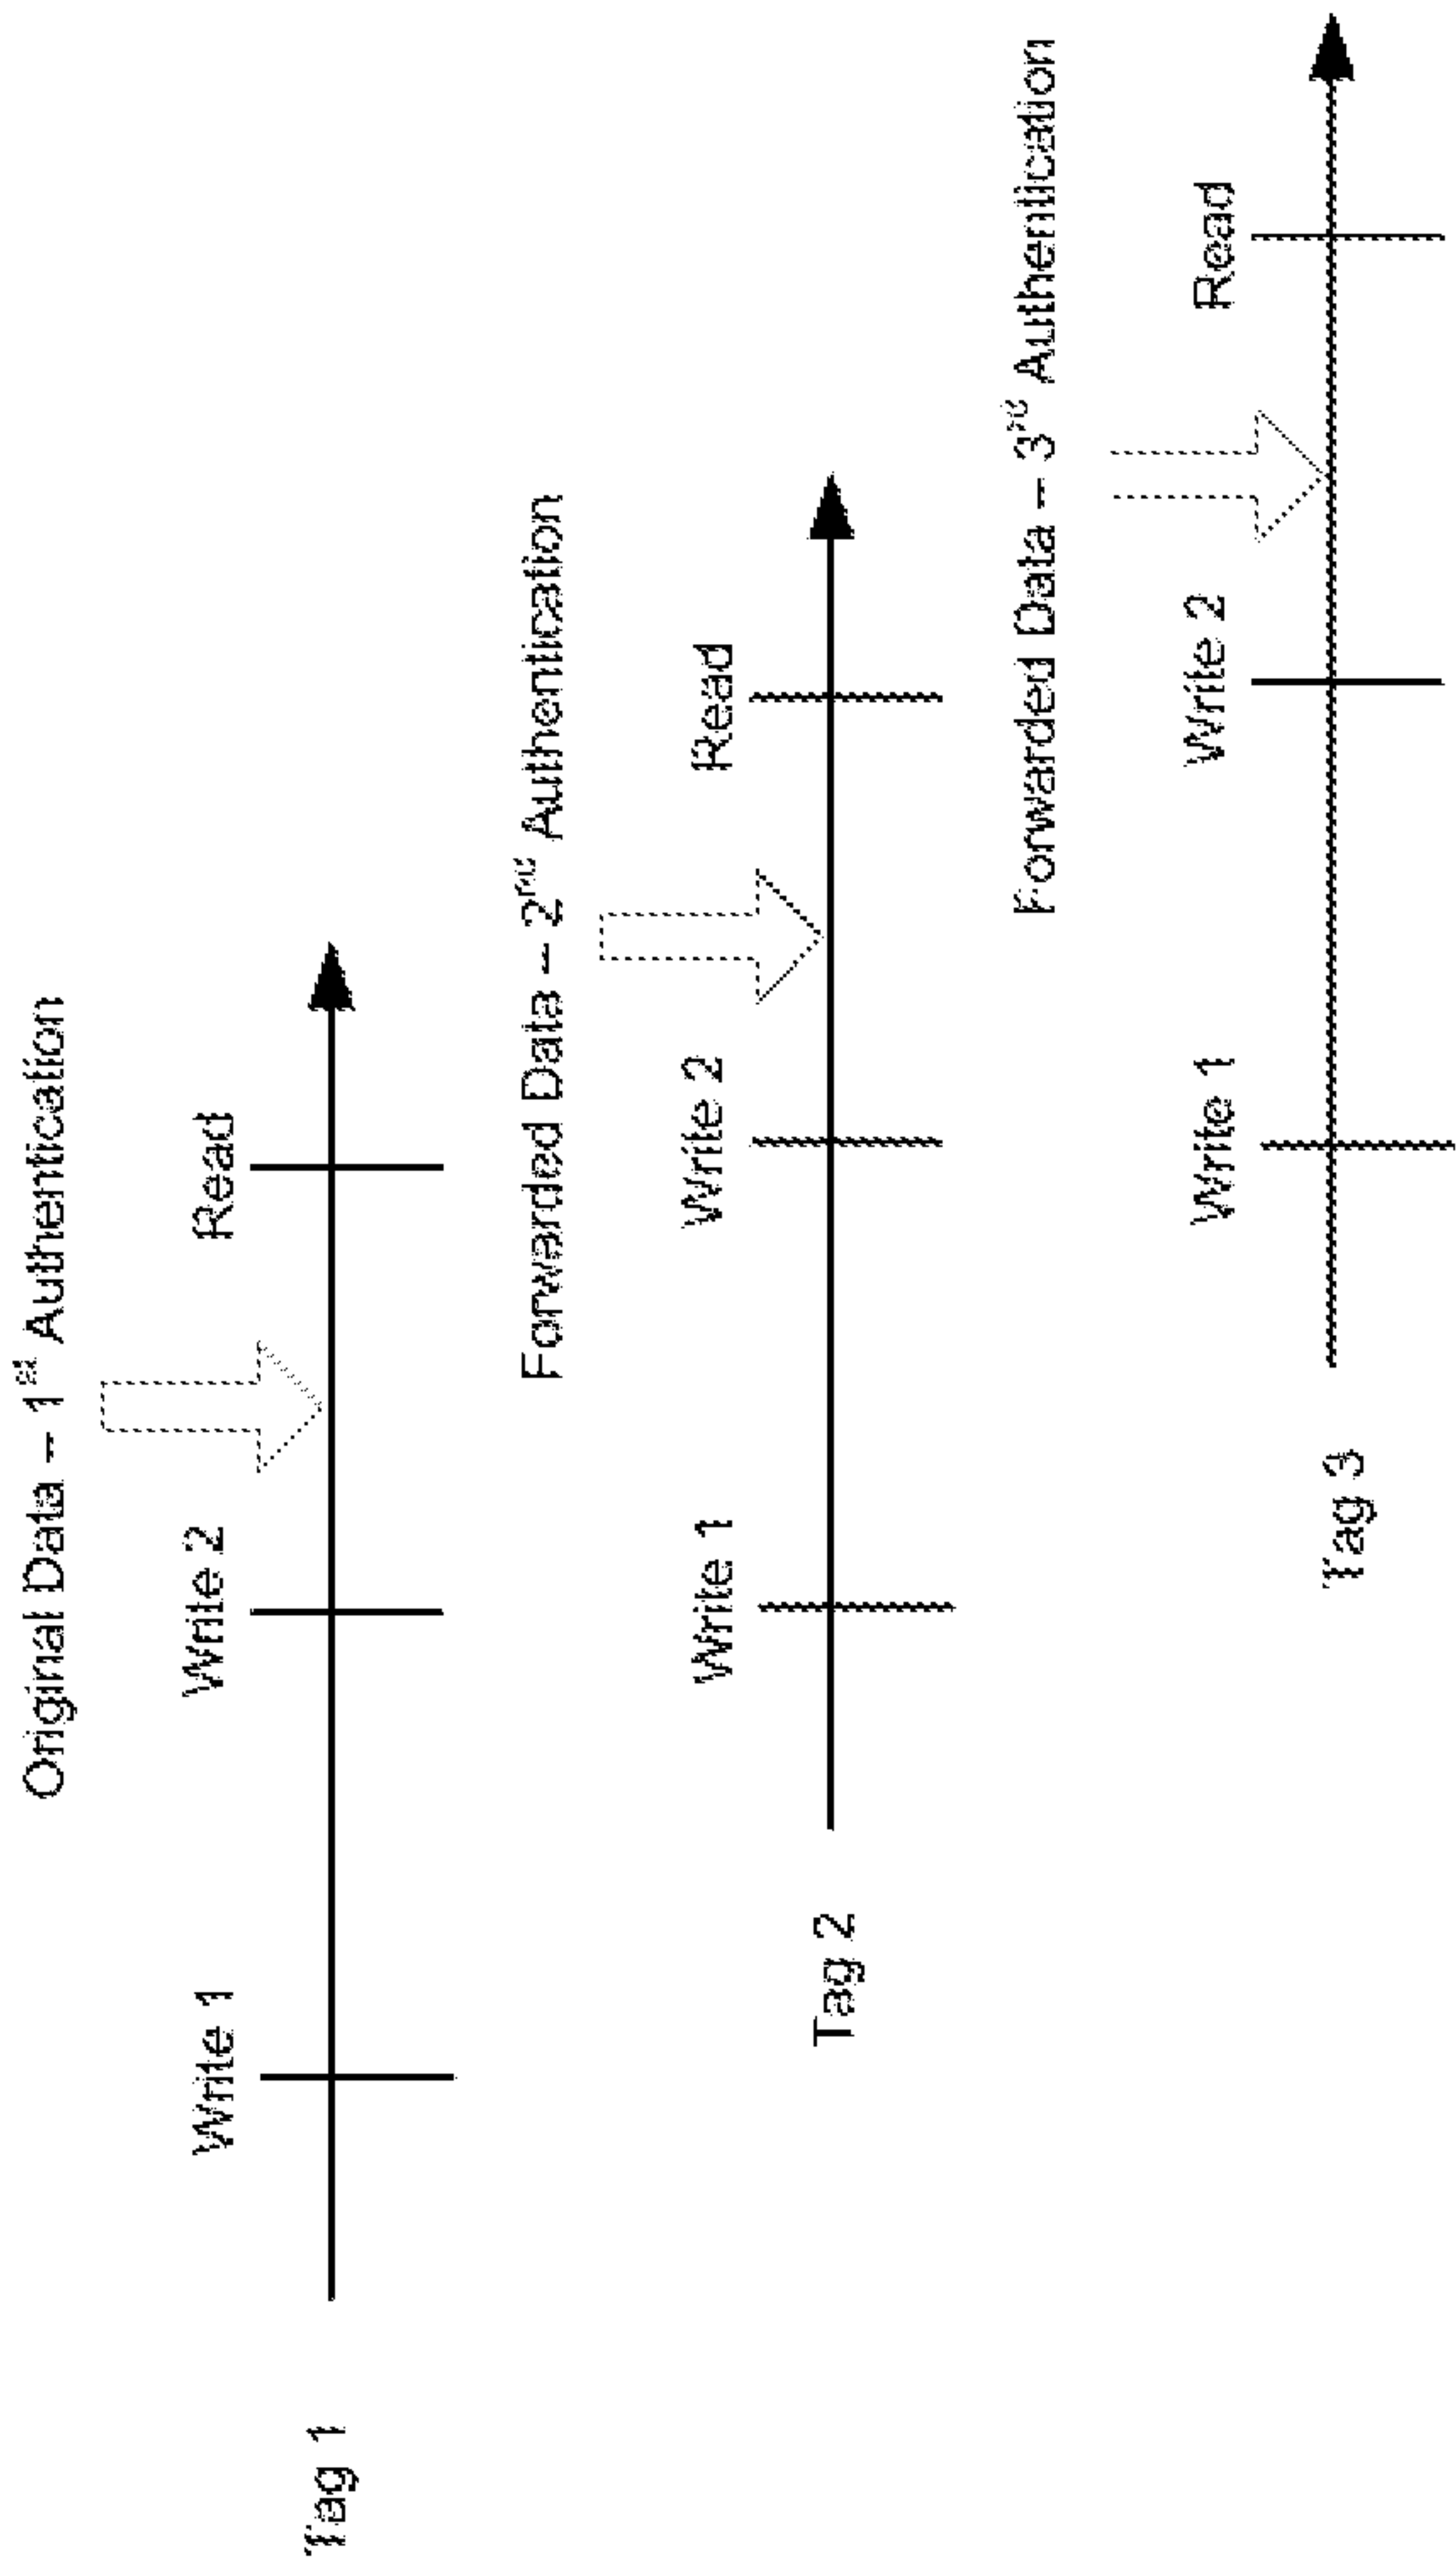 Original Data – 1st Authentication
Write 1
Write 2
Read
Tag 1
Forwarded Data – 2nd Authentication
Write 1
Write 2
Read
Tag 2
Forwarded Data – 3rd Authentication
Write 1
Write 2
Read
Tag 3